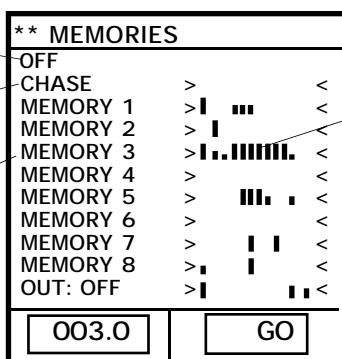 ** MEMORIES
OFF
CHASE > <
MEMORY 1 > <
MEMORY 2 > <
MEMORY 3 > <
MEMORY 4 > <
MEMORY 5 > <
MEMORY 6 > <
MEMORY 7 > <
MEMORY 8 > <
OUT: OFF > <
003.0 GO